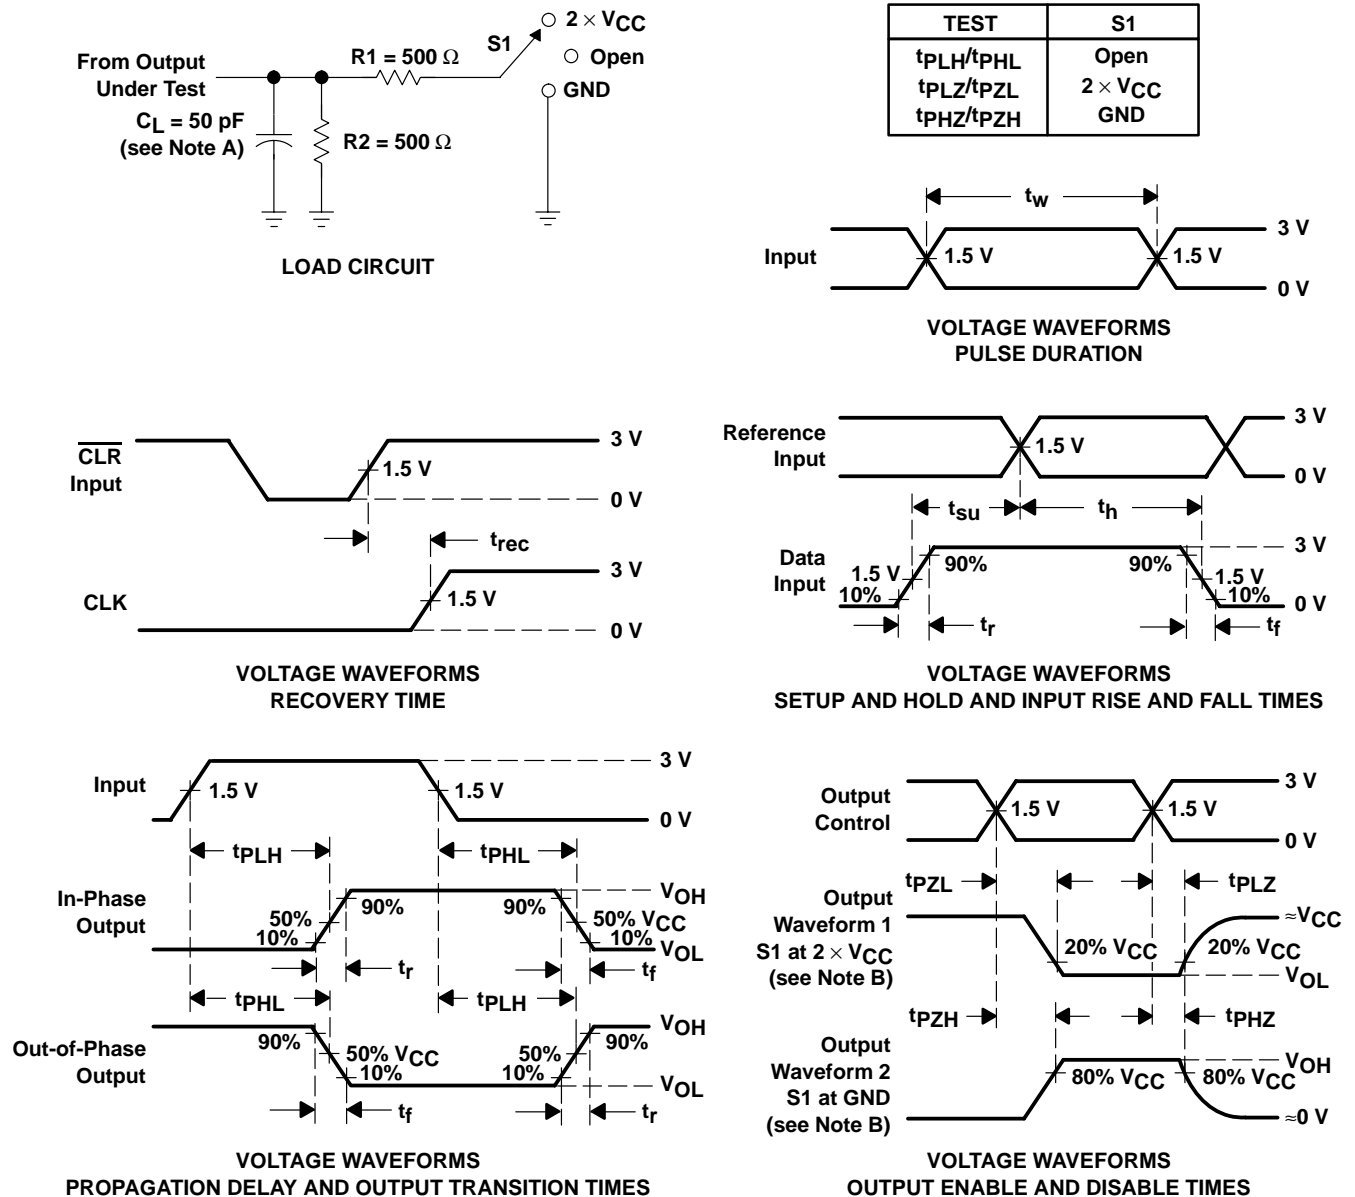 From Output
Under Test
CL = 50 pF
(see Note A)
R1 = 500 Ω
R2 = 500 Ω
S1
2 × VCC
Open
GND
LOAD CIRCUIT
TEST S1
tPLH/tPHL Open
tPLZ/tPZL 2 × VCC
tPHZ/tPZH GND
tw
Input
1.5 V
1.5 V
3 V
0 V
VOLTAGE WAVEFORMS
PULSE DURATION
CLR
Input
1.5 V
3 V
0 V
trec
CLK
1.5 V
3 V
0 V
VOLTAGE WAVEFORMS
RECOVERY TIME
Reference
Input
1.5 V
3 V
0 V
tsu
th
Data
Input
1.5 V
10%
90%
90%
1.5 V
10%
3 V
0 V
tr
tf
VOLTAGE WAVEFORMS
SETUP AND HOLD AND INPUT RISE AND FALL TIMES
Input
1.5 V
1.5 V
3 V
0 V
tPLH
tPHL
In-Phase
Output
50%
10%
90%
90%
50% VCC
10%
VOH
VOL
tr
tf
tPHL
tPLH
Out-of-Phase
Output
90%
50% VCC
10%
50%
10%
90%
VOH
VOL
tf
tr
VOLTAGE WAVEFORMS
PROPAGATION DELAY AND OUTPUT TRANSITION TIMES
Output
Control
1.5 V
1.5 V
3 V
0 V
tPZL
tPLZ
Output
Waveform 1
S1 at 2 × VCC
(see Note B)
20% VCC
20% VCC
≈VCC
VOL
tPZH
tPHZ
Output
Waveform 2
S1 at GND
(see Note B)
80% VCC
80% VCC
VOH
≈0 V
VOLTAGE WAVEFORMS
OUTPUT ENABLE AND DISABLE TIMES